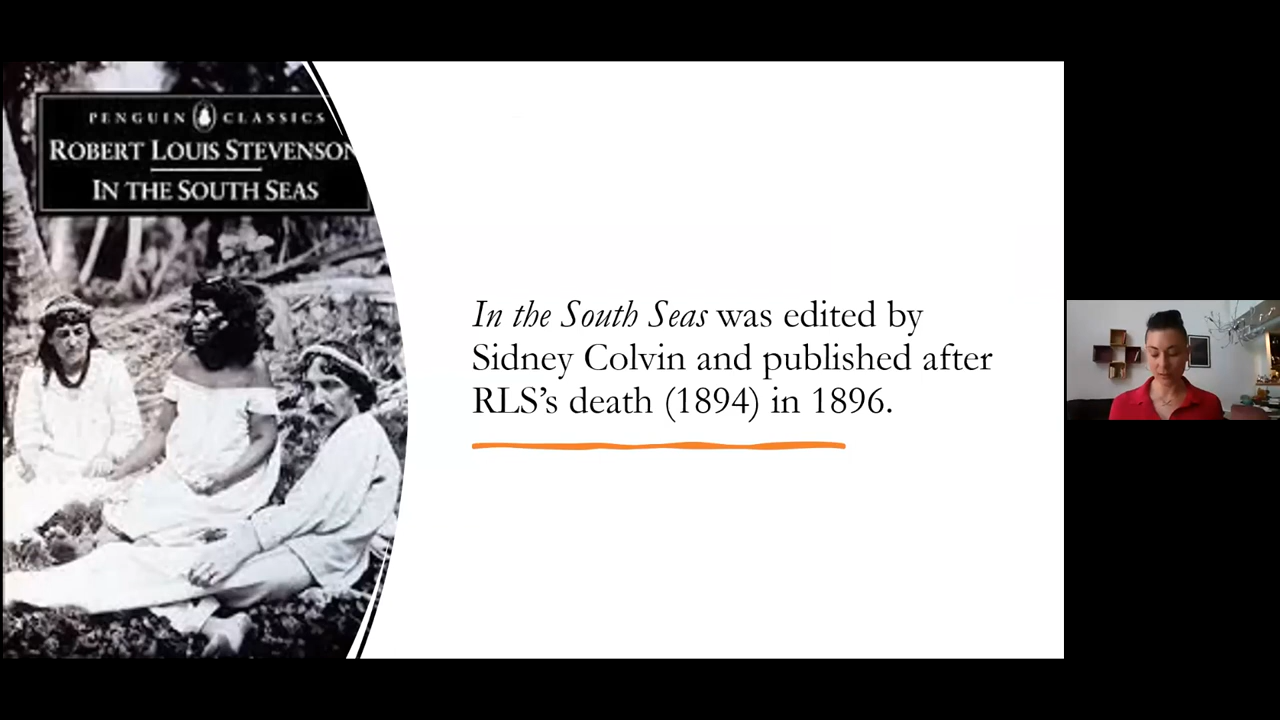 PENGUIN CLASSICS
ROBERT LOUIS STEVENSON
IN THE SOUTH SEAS
In the South Seas was edited by
Sidney Colvin and published after
RLS’s death (1894) in 1896.